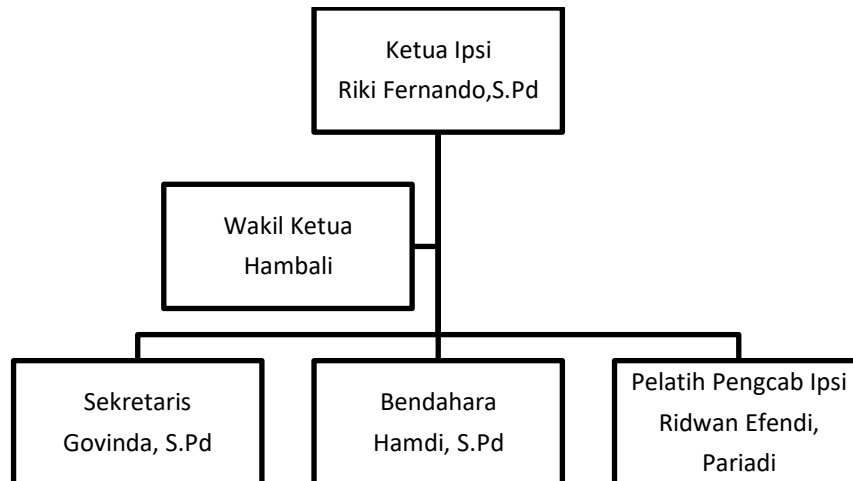 Ketua Ipsi
Riki Fernando,S.Pd
Wakil Ketua
Hambali
Sekretaris
Govinda, S.Pd
Bendahara
Hamdi, S.Pd
Pelatih Pengcab Ipsi
Ridwan Efendi,
Pariadi